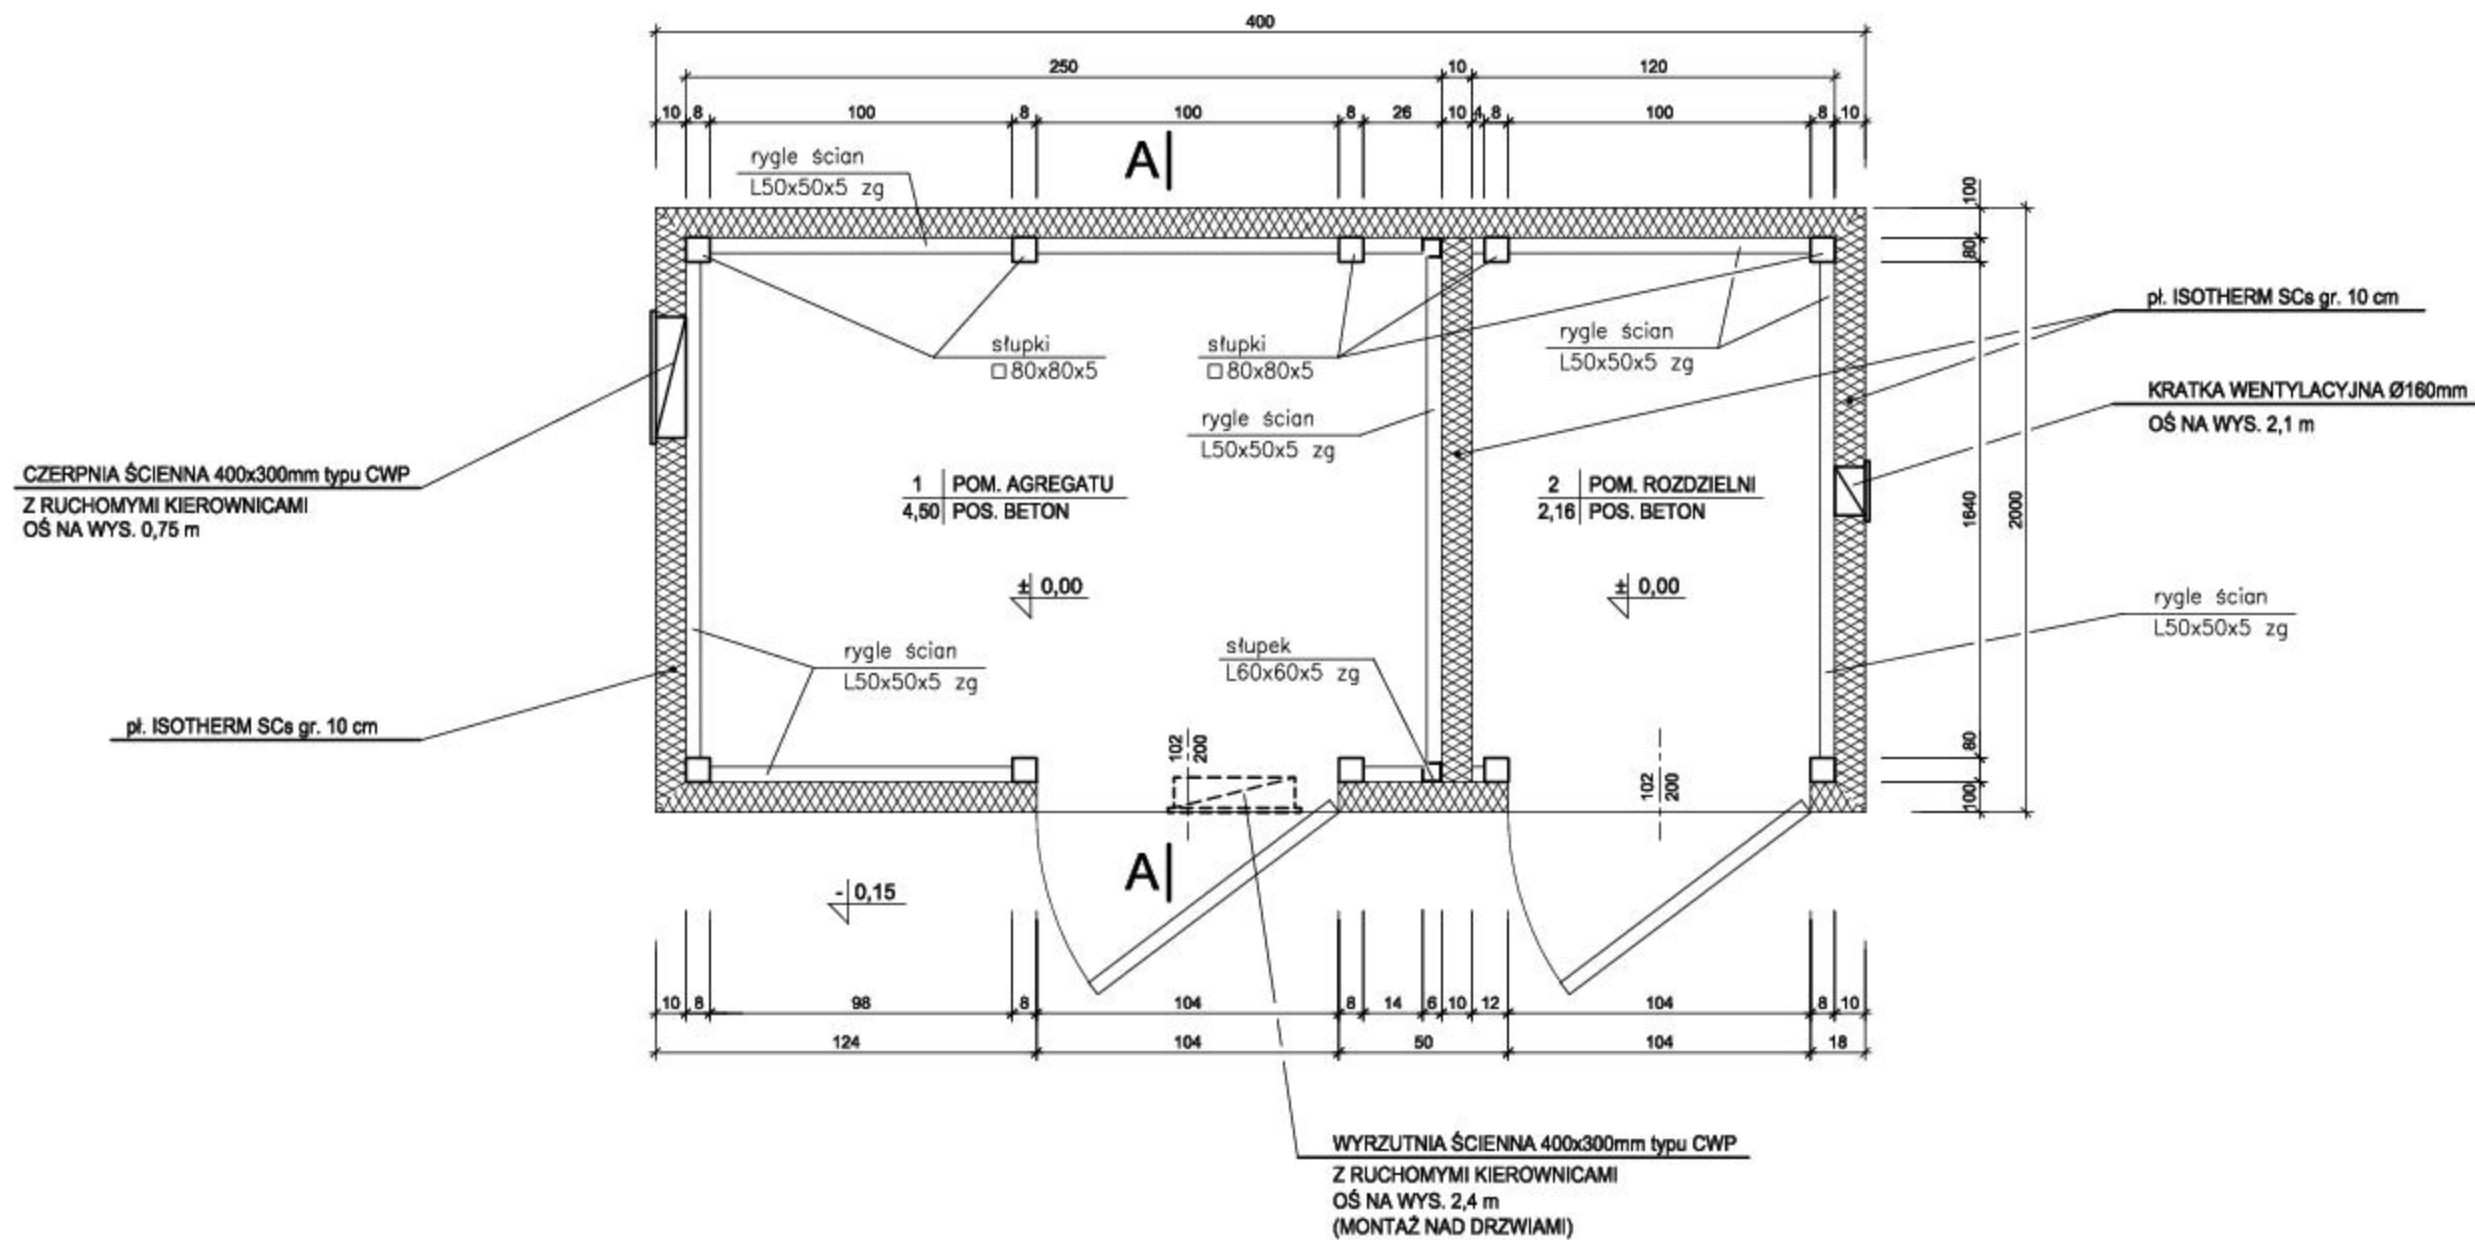 400
250 10 120
10 8 100 8 100 8 26 10 4 8 100 8 10
A
rygle ścian
L50x50x5 zg
100
80
1640
2000
80
100
słupki
□ 80x80x5
słupki
□ 80x80x5
rygle ścian
L50x50x5 zg
pł. ISOTHERM SCs gr. 10 cm
rygle ścian
L50x50x5 zg
KRATKA WENTYLACYJNA Ø160mm
OŚ NA WYS. 2,1 m
CZERPNIA ŚCIENNA 400x300mm typu CWP
Z RUCHOMYMI KIEROWNICAMI
OŚ NA WYS. 0,75 m
1 POM. AGREGATU
4,50 POS. BETON
2 POM. ROZDZIELNI
2,16 POS. BETON
± 0,00
± 0,00
rygle ścian
L50x50x5 zg
rygle ścian
L50x50x5 zg
słupek
L60x60x5 zg
pł. ISOTHERM SCs gr. 10 cm
102
200
102
200
A
- 0,15
10 8 98 8 104 8 14 6 10 12 104 8 10
124 104 50 104 18
WYRZUTNIA ŚCIENNA 400x300mm typu CWP
Z RUCHOMYMI KIEROWNICAMI
OŚ NA WYS. 2,4 m
(MONTAŻ NAD DRZWIAMI)